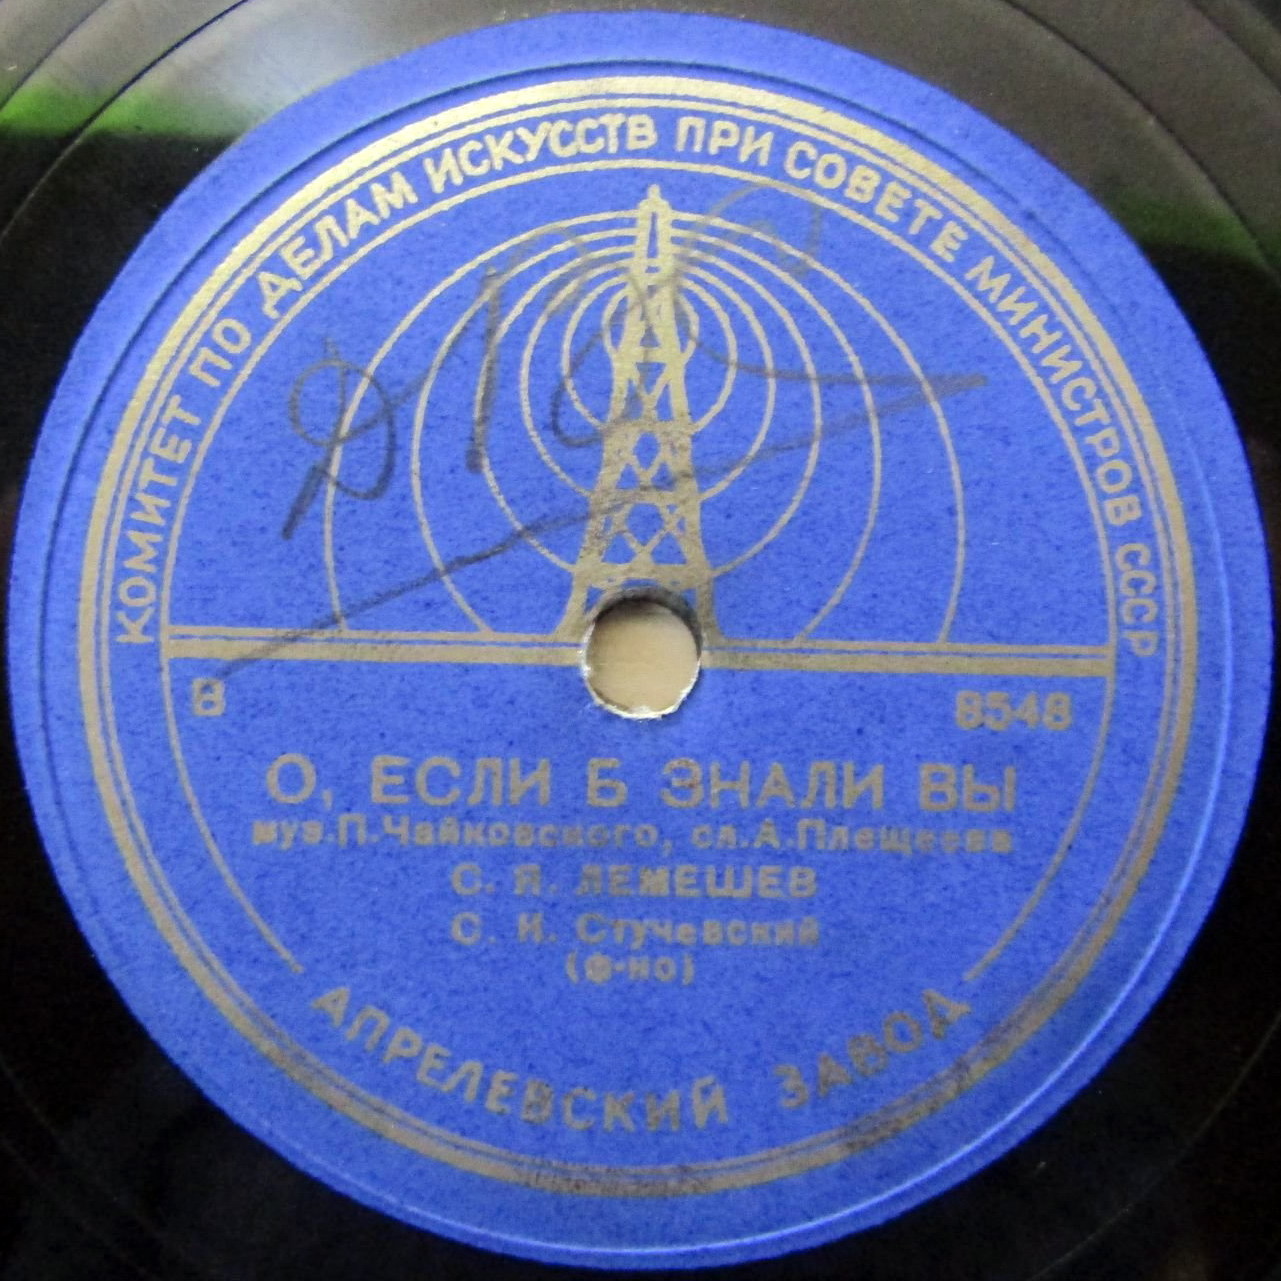 КОМИТЕТ ПО ДЕЛАМ ИСКУССТВ ПРИ СОВЕТЕ МИНИСТРОВ СССР
В 8548
О, ЕСЛИ Б ЗНАЛИ ВЫ
муз. П. Чайковского, сл. А. Плещеева
С. Я. ЛЕМЕШЕВ
С. К. Стучевский
(ф-но)
АПРЕЛЕВСКИЙ ЗАВОД